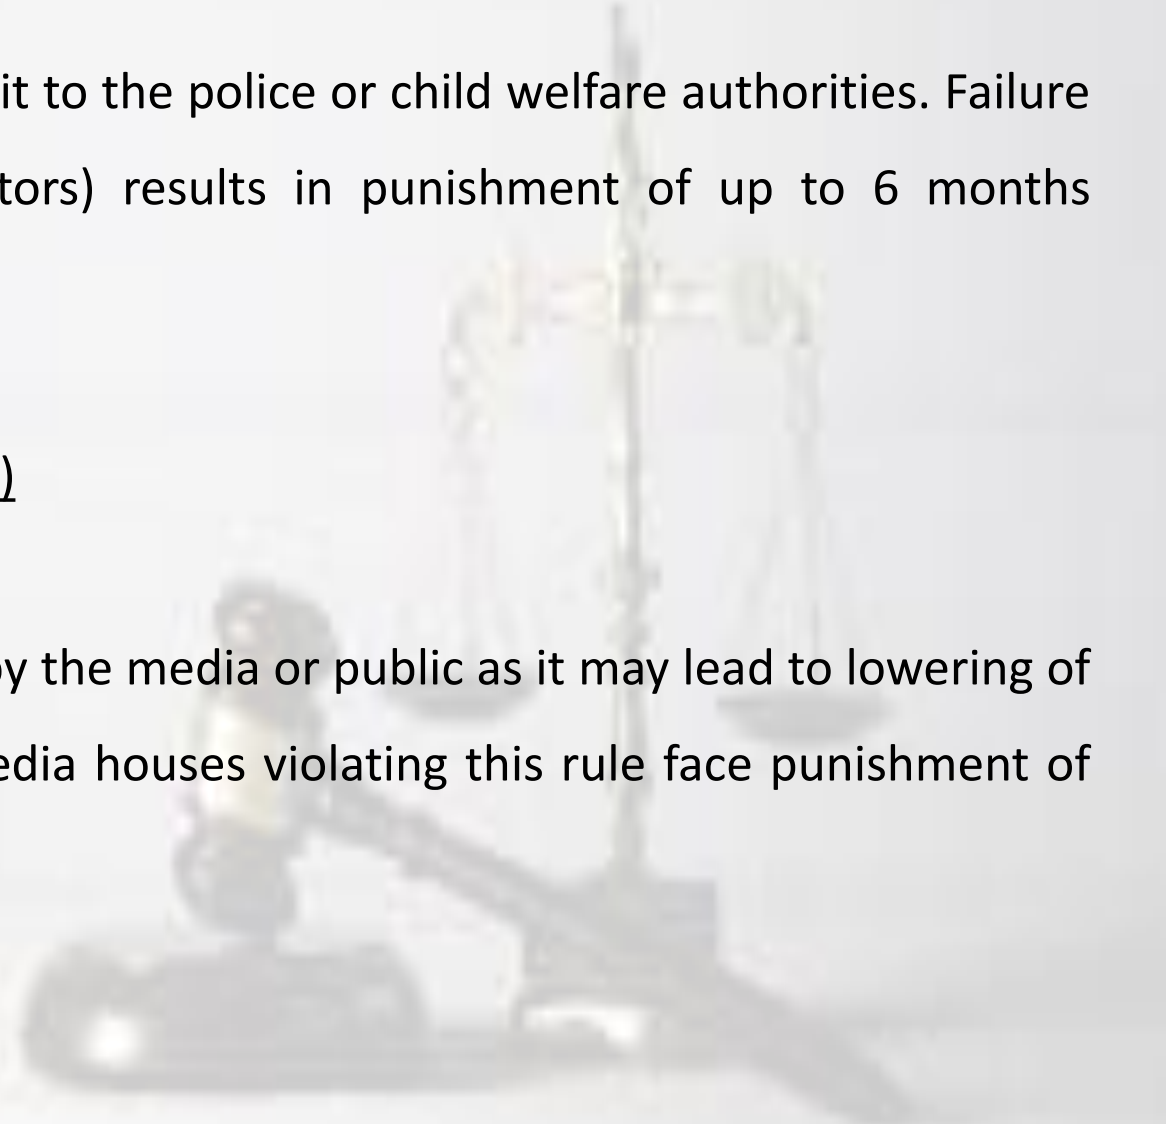 it to the police or child welfare authorities. Failure
tors) results in punishment of up to 6 months
)
by the media or public as it may lead to lowering of
edia houses violating this rule face punishment of